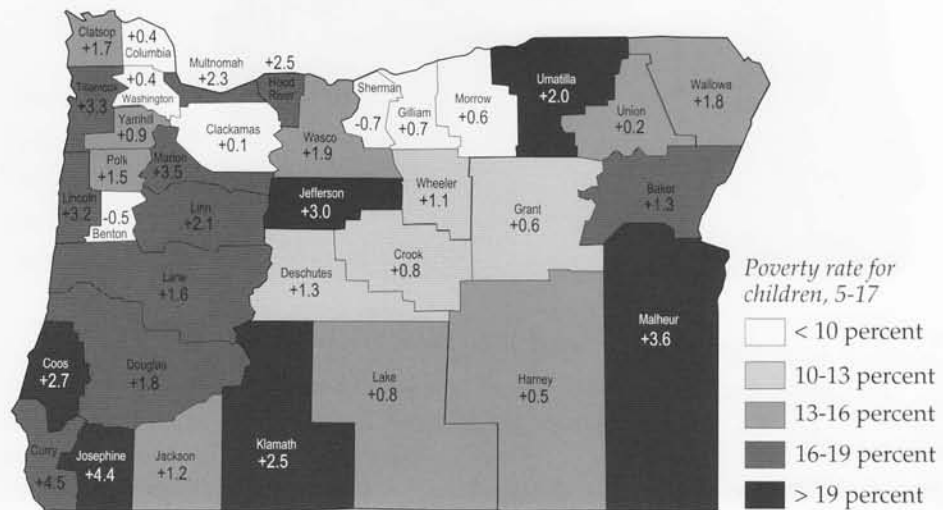 Clatsop
+1.7
+0.4
Columbia
Multnomah
+2.3
+2.5
Hood
River
Tillamook
+3.3
+0.4
Washington
Yamhill
+0.9
Clackamas
+0.1
Wasco
+1.9
Sherman
-0.7
Gilliam
+0.7
Morrow
+0.6
Umatilla
+2.0
Union
+0.2
Wallowa
+1.8
Polk
+1.5
Marion
+3.5
Lincoln
+3.2
-0.5
Benton
Linn
+2.1
Jefferson
+3.0
Wheeler
+1.1
Grant
+0.6
Baker
+1.3
Crook
+0.8
Deschutes
+1.3
Lane
+1.6
Malheur
+3.6
Coos
+2.7
Douglas
+1.8
Lake
+0.8
Harney
+0.5
Curry
+4.5
Josephine
+4.4
Jackson
+1.2
Klamath
+2.5
Poverty rate for
children, 5-17
< 10 percent
10-13 percent
13-16 percent
16-19 percent
> 19 percent